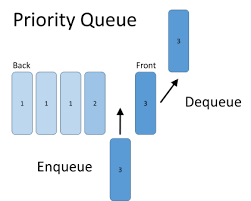 Priority Queue
Back Front
3
1 1 1 2 3
Dequeue
Enqueue
3